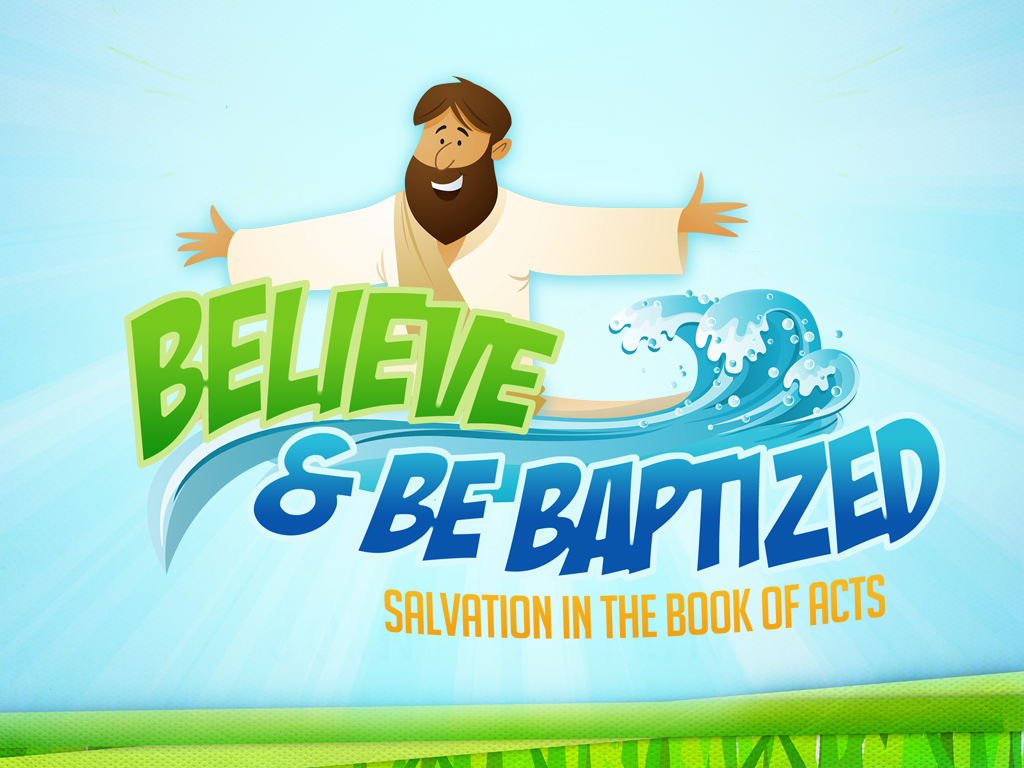 BELIEVE
& BE BAPTIZED
SALVATION IN THE BOOK OF ACTS